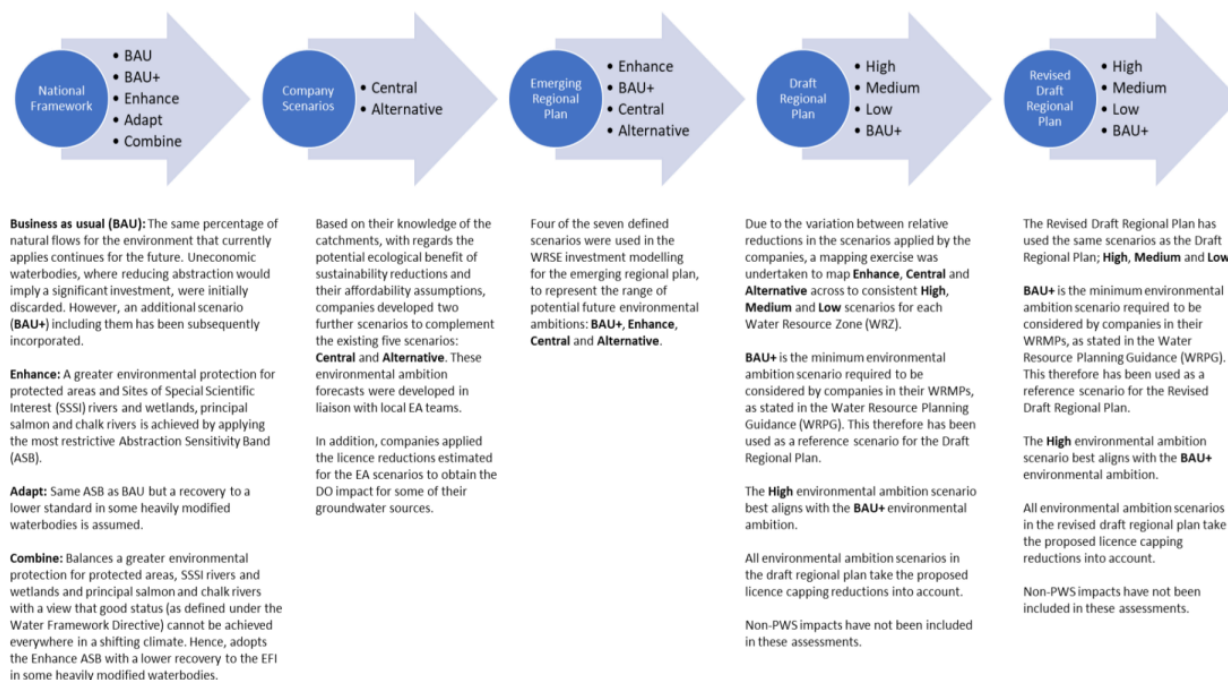 National
Framework
• BAU
• BAU+
• Enhance
• Adapt
• Combine
Company
Scenarios
• Central
• Alternative
Emerging
Regional
Plan
• Enhance
• BAU+
• Central
• Alternative
Draft
Regional
Plan
• High
• Medium
• Low
• BAU+
Revised
Draft
Regional
Plan
• High
• Medium
• Low
• BAU+
Business as usual (BAU): The same percentage of
natural flows for the environment that currently
applies continues for the future. Uneconomic
waterbodies, where reducing abstraction would
imply a significant investment, were initially
discarded. However, an additional scenario
(BAU+) including them has been subsequently
incorporated.
Enhance: A greater environmental protection for
protected areas and Sites of Special Scientific
Interest (SSSI) rivers and wetlands, principal
salmon and chalk rivers is achieved by applying
the most restrictive Abstraction Sensitivity Band
(ASB).
Adapt: Same ASB as BAU but a recovery to a
lower standard in some heavily modified
waterbodies is assumed.
Combine: Balances a greater environmental
protection for protected areas, SSSI rivers and
wetlands and principal salmon and chalk rivers
with a view that good status (as defined under the
Water Framework Directive) cannot be achieved
everywhere in a shifting climate. Hence, adopts
the Enhance ASB with a lower recovery to the EFI
in some heavily modified waterbodies.
Based on their knowledge of the
catchments, with regards the
potential ecological benefit of
sustainability reductions and
their affordability assumptions,
companies developed two
further scenarios to complement
the existing five scenarios:
Central and Alternative. These
environmental ambition
forecasts were developed in
liaison with local EA teams.
In addition, companies applied
the licence reductions estimated
for the EA scenarios to obtain the
DO impact for some of their
groundwater sources.
Four of the seven defined
scenarios were used in the
WRSE investment modelling
for the emerging regional plan,
to represent the range of
potential future environmental
ambitions: BAU+, Enhance,
Central and Alternative.
Due to the variation between relative
reductions in the scenarios applied by the
companies, a mapping exercise was
undertaken to map Enhance, Central and
Alternative across to consistent High,
Medium and Low scenarios for each
Water Resource Zone (WRZ).
BAU+ is the minimum environmental
ambition scenario required to be
considered by companies in their WRMPs,
as stated in the Water Resource Planning
Guidance (WRPG). This therefore has been
used as a reference scenario for the Draft
Regional Plan.
The High environmental ambition scenario
best aligns with the BAU+ environmental
ambition.
All environmental ambition scenarios in
the draft regional plan take the proposed
licence capping reductions into account.
Non-PWS impacts have not been included
in these assessments.
The Revised Draft Regional Plan has
used the same scenarios as the Draft
Regional Plan; High, Medium and Low
BAU+ is the minimum environmental
ambition scenario required to be
considered by companies in their
WRMPs, as stated in the Water
Resource Planning Guidance (WRPG).
This therefore has been used as a
reference scenario for the Revised
Draft Regional Plan.
The High environmental ambition
scenario best aligns with the BAU+
environmental ambition.
All environmental ambition scenarios
in the revised draft regional plan take
the proposed licence capping
reductions into account.
Non-PWS impacts have not been
included in these assessments.